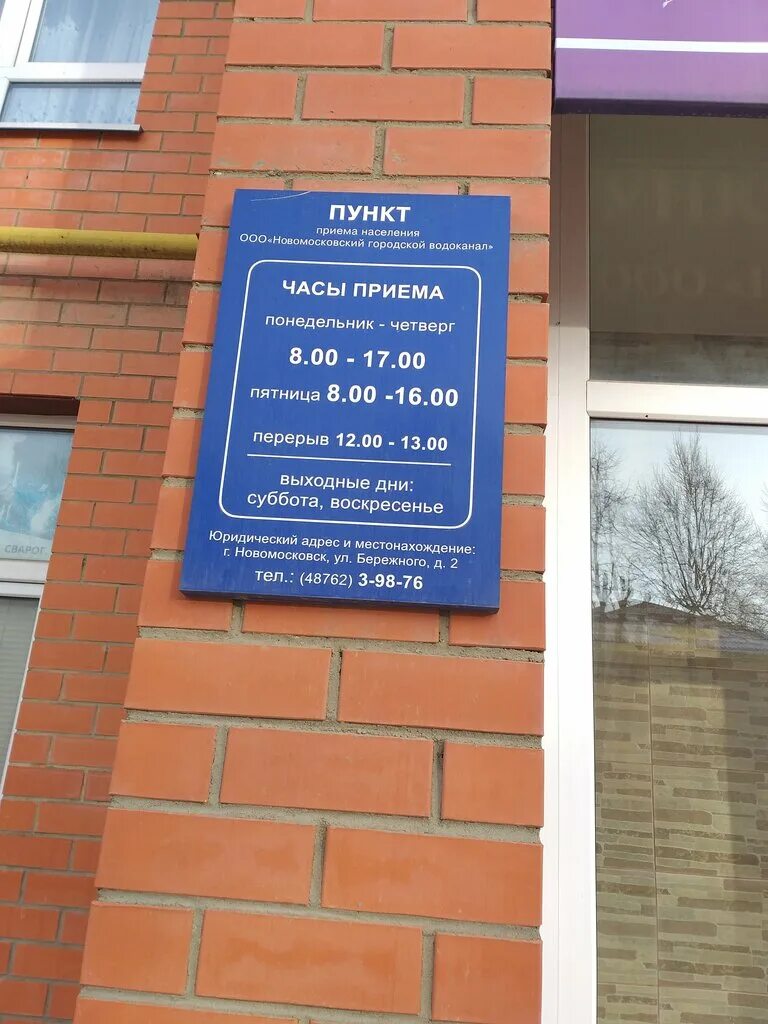 ПУНКТ
приема населения
ООО«Новомосковский городской водоканал»
ЧАСЫ ПРИЕМА
понедельник - четверг
8.00 - 17.00
пятница 8.00 -16.00
перерыв 12.00 - 13.00
выходные дни:
суббота, воскресенье
Юридический адрес и местонахождение:
г. Новомосковск, ул. Бережного, д. 2
тел.: (48762) 3-98-76
СВАРОГ